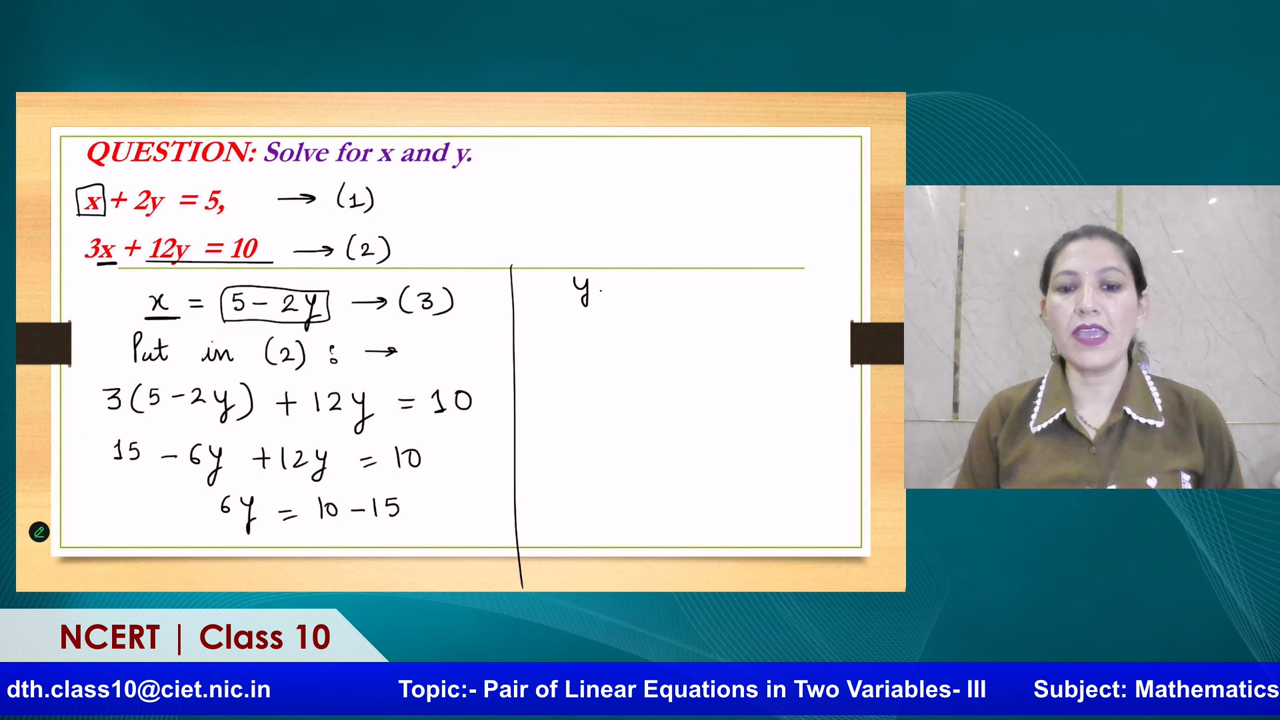 QUESTION: Solve for x and y.
x + 2y = 5, → (1)
3x + 12y = 10 → (2)
x = 5 - 2y → (3)
Put in (2) : →
3(5 - 2y) + 12y = 10
15 - 6y + 12y = 10
6y = 10 - 15
y
NCERT | Class 10
dth.class10@ciet.nic.in Topic:- Pair of Linear Equations in Two Variables- III Subject: Mathematics